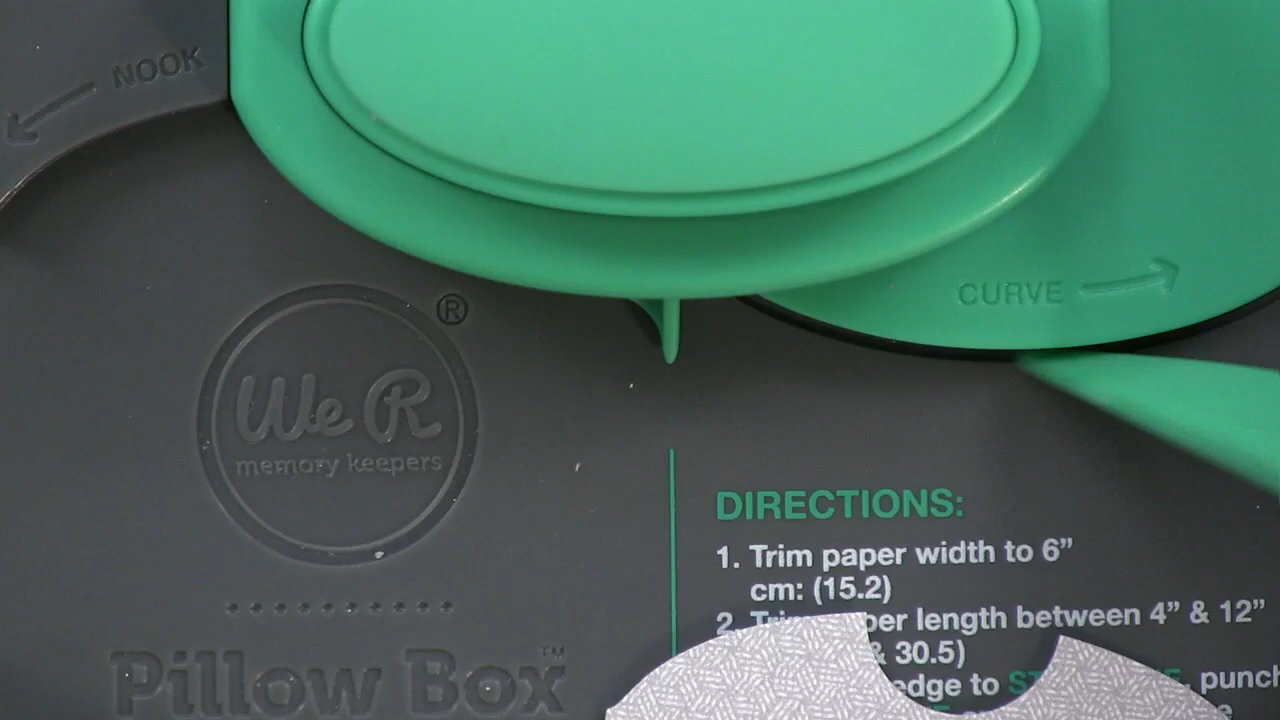 NOOK
CURVE
®
We R
memory keepers
DIRECTIONS:
1. Trim paper width to 6”
cm: (15.2)
2. per length between 4” & 12”
& 30.5)
edge to , punch
Pillow Box™